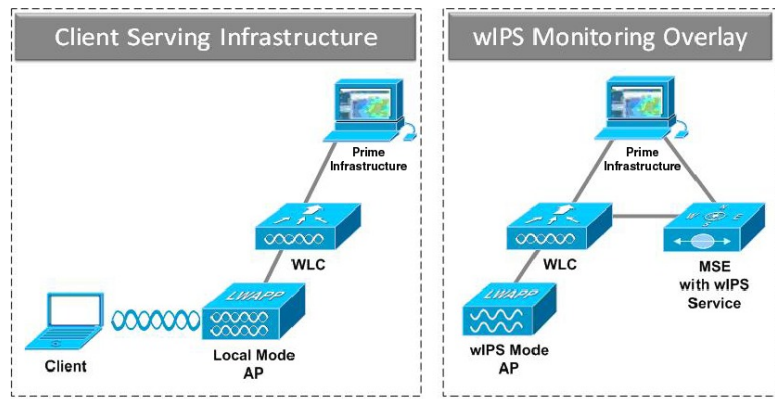 Client Serving Infrastructure
Prime
Infrastructure
WLC
LWAPP
Local Mode
AP
Client
wIPS Monitoring Overlay
Prime
Infrastructure
WLC
N
W E
S
MSE
with wIPS
Service
LWAPP
wIPS Mode
AP